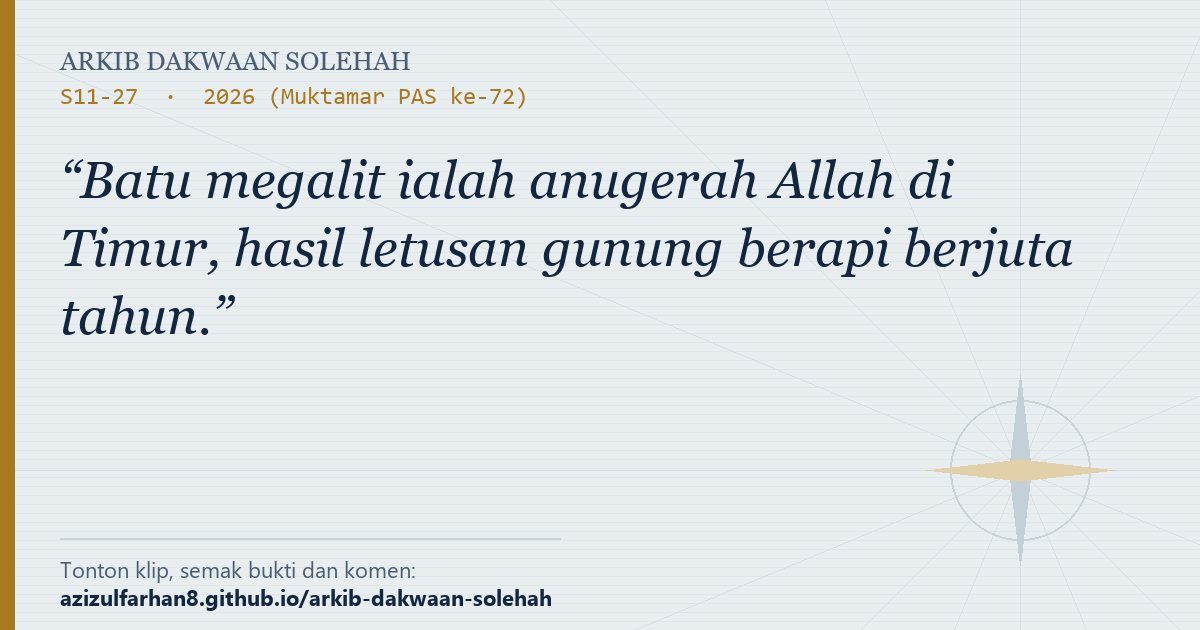 ARKIB DAKWAAN SOLEHAH
S11-27 · 2026 (Muktamar PAS ke-72)
“Batu megalit ialah anugerah Allah di
Timur, hasil letusan gunung berapi berjuta
tahun.”
Tonton klip, semak bukti dan komen:
azizulfarhan8.github.io/arkib-dakwaan-solehah